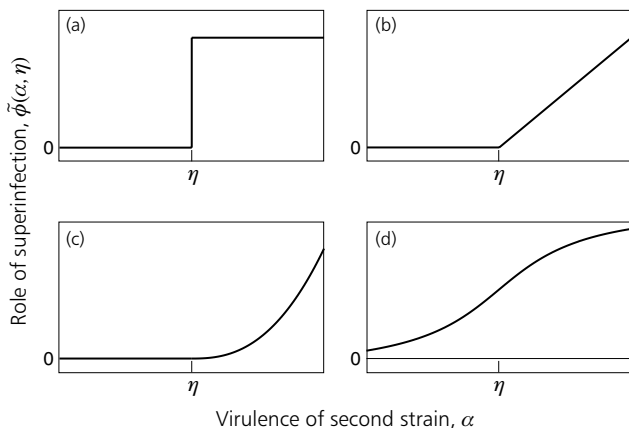 (a)
(b)
0
0
η
η
(c)
(d)
0
0
η
η
Role of superinfection, φ̃(α, η)
Virulence of second strain, α